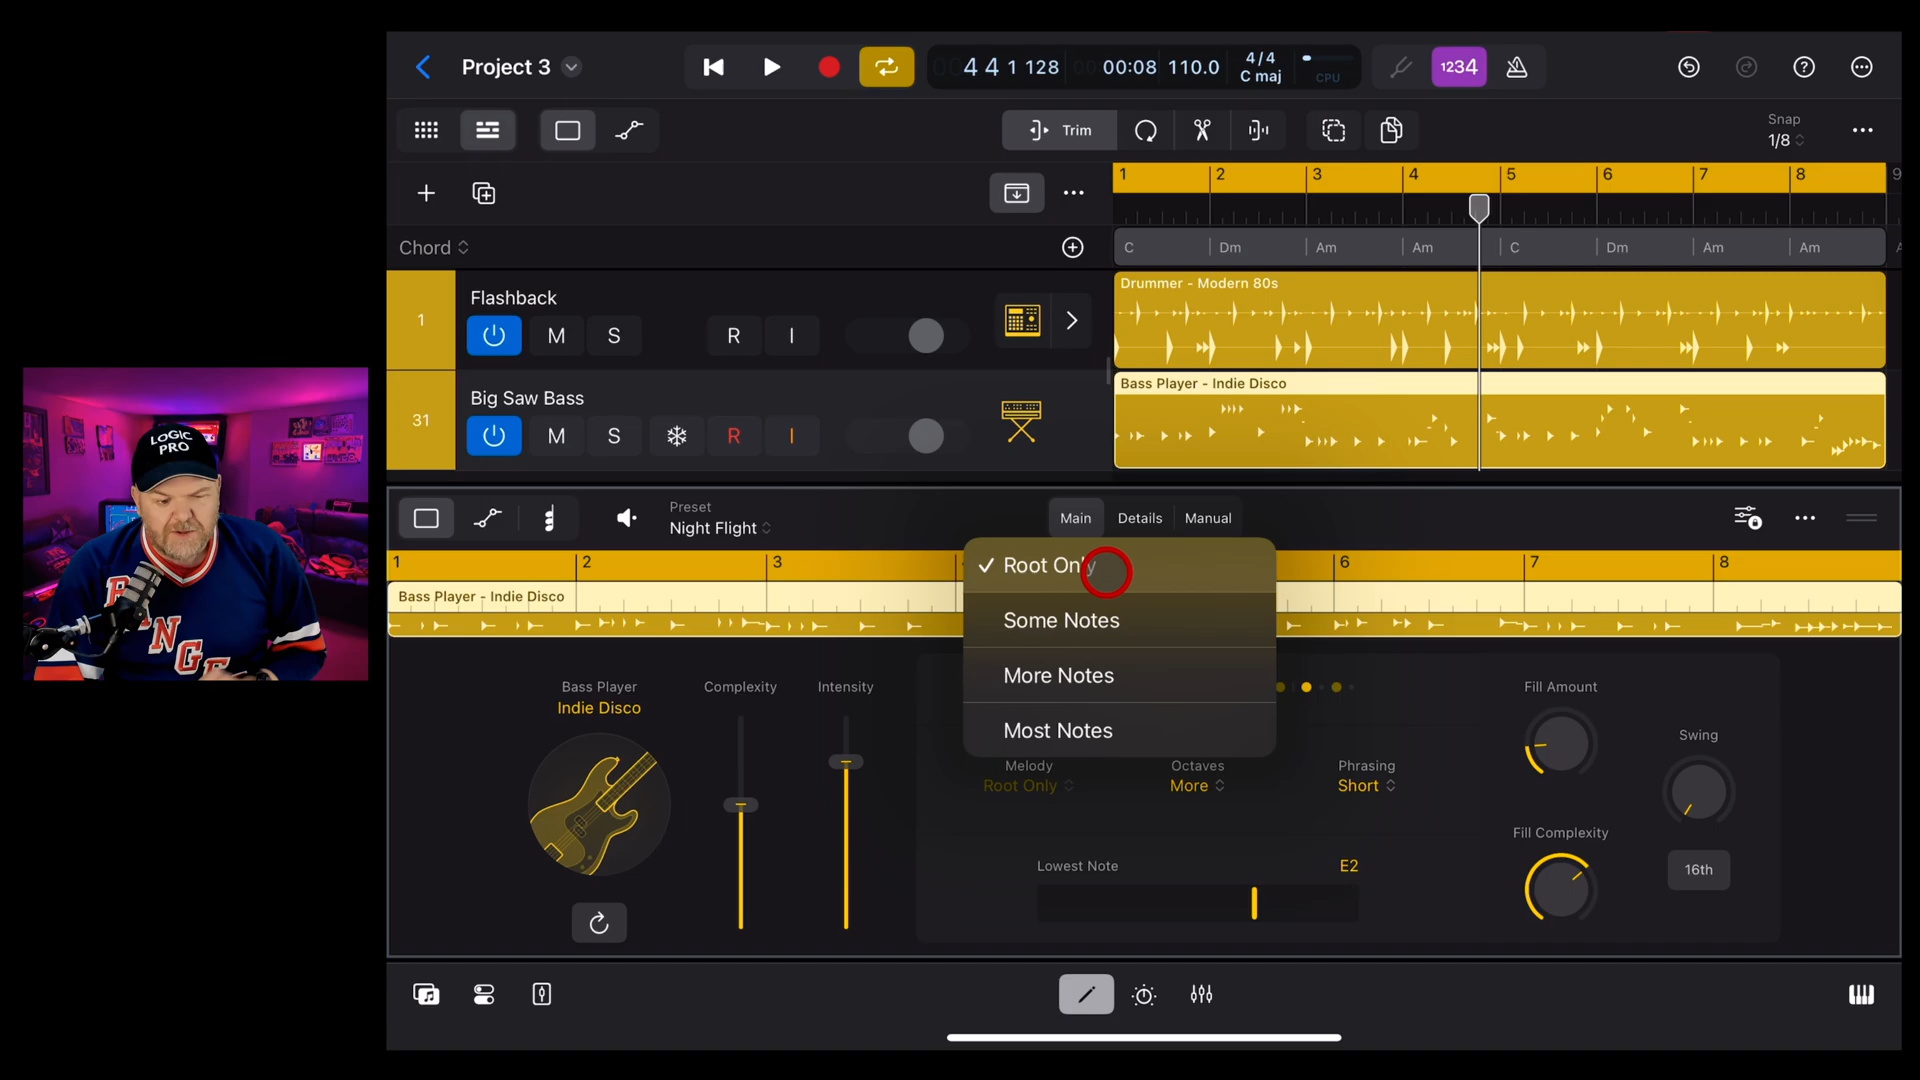 Project 3
4 4 1 128
00:08
110.0
4/4
C maj
CPU
1234
Trim
Snap
1/8
1 2 3 4 5 6 7 8 9
Chord
C Dm Am Am C Dm Am Am
1
Flashback
M S R I
Drummer - Modern 80s
31
Big Saw Bass
M S R I
Bass Player - Indie Disco
LOGIC
PRO
Preset
Night Flight
Main Details Manual
1 2 3 6 7 8
Bass Player - Indie Disco
Root Only
Some Notes
More Notes
Most Notes
Bass Player
Indie Disco
Complexity
Intensity
Melody
Root Only
Octaves
More
Phrasing
Short
Lowest Note
E2
Fill Amount
Fill Complexity
Swing
16th